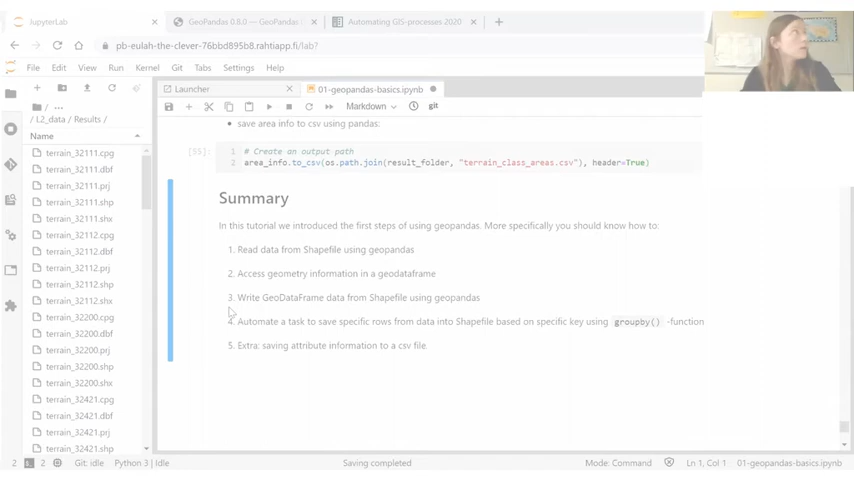 JupyterLab
GeoPandas 0.8.0 — GeoPandas
Automating GIS-processes 2020
pb-eulah-the-clever-76bbd895b8.rahtiapp.fi/lab?
File Edit View Run Kernel Git Tabs Settings Help
Launcher
01-geopandas-basics.ipynb
Markdown
git
/ L2_data / Results /
Name
terrain_32111.cpg
terrain_32111.dbf
terrain_32111.prj
terrain_32111.shp
terrain_32111.shx
terrain_32112.cpg
terrain_32112.dbf
terrain_32112.prj
terrain_32112.shp
terrain_32112.shx
terrain_32200.cpg
terrain_32200.dbf
terrain_32200.prj
terrain_32200.shp
terrain_32200.shx
terrain_32421.cpg
terrain_32421.dbf
terrain_32421.prj
terrain_32421.shp
• save area info to csv using pandas:
[55]:
1 # Create an output path
2 area_info.to_csv(os.path.join(result_folder, "terrain_class_areas.csv"), header=True)
Summary
In this tutorial we introduced the first steps of using geopandas. More specifically you should know how to:
1. Read data from Shapefile using geopandas
2. Access geometry information in a geodataframe
3. Write GeoDataFrame data from Shapefile using geopandas
4. Automate a task to save specific rows from data into Shapefile based on specific key using groupby() -function
5. Extra: saving attribute information to a csv file.
2 2 Git: idle Python 3 | Idle Saving completed Mode: Command Ln 1, Col 1 01-geopandas-basics.ipynb